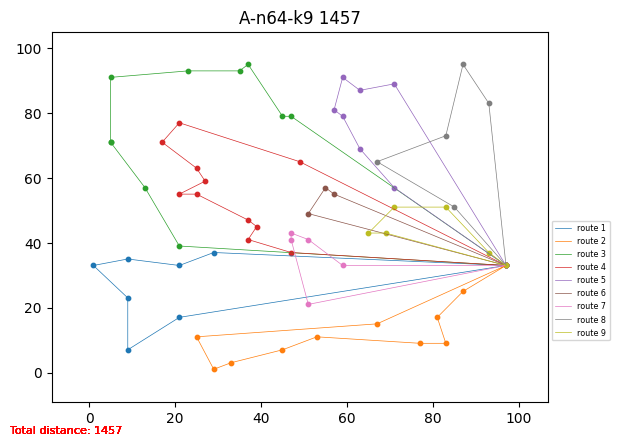 A-n64-k9 1457
100
80
60
40
20
0
0 20 40 60 80 100
route 1
route 2
route 3
route 4
route 5
route 6
route 7
route 8
route 9
Total distance: 1457